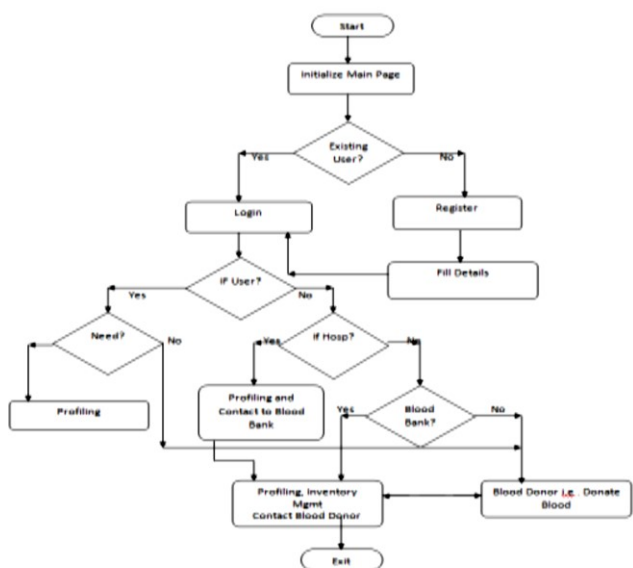 Start
Initialize Main Page
Existing
User?
Yes
No
Login
Register
Fill Details
If User?
Yes
No
Need?
No
If Hosp?
Yes
No
Profiling
Profiling and
Contact to Blood
Bank
Blood
Bank?
Yes
No
Profiling, Inventory
Mgmt
Contact Blood Donor
Blood Donor i.e . Donate
Blood
Exit